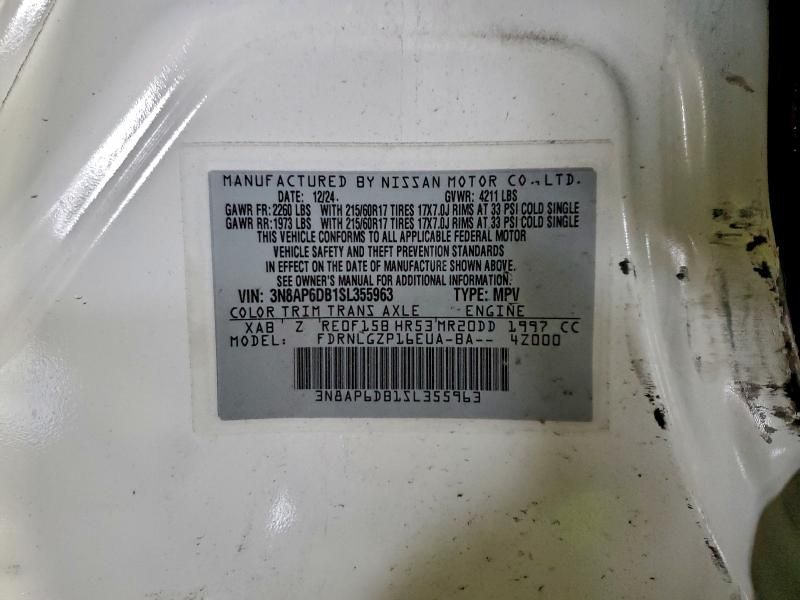 MANUFACTURED BY NISSAN MOTOR CO., LTD.
DATE: 12/24. GVWR: 4211 LBS
GAWR FR: 2260 LBS WITH 215/60R17 TIRES 17X7.0J RIMS AT 33 PSI COLD SINGLE
GAWR RR: 1973 LBS WITH 215/60R17 TIRES 17X7.0J RIMS AT 33 PSI COLD SINGLE
THIS VEHICLE CONFORMS TO ALL APPLICABLE FEDERAL MOTOR
VEHICLE SAFETY AND THEFT PREVENTION STANDARDS
IN EFFECT ON THE DATE OF MANUFACTURE SHOWN ABOVE.
SEE OWNER'S MANUAL FOR ADDITIONAL INFORMATION.
VIN: 3N8AP6DB1SL355963 TYPE: MPV
COLOR TRIM TRANS AXLE ENGINE
XAB Z RE0F15B HR53 MR20DD 1997 CC
MODEL: FDRNLGZP16EUA-BA-- 4Z000
3N8AP6DB1SL355963